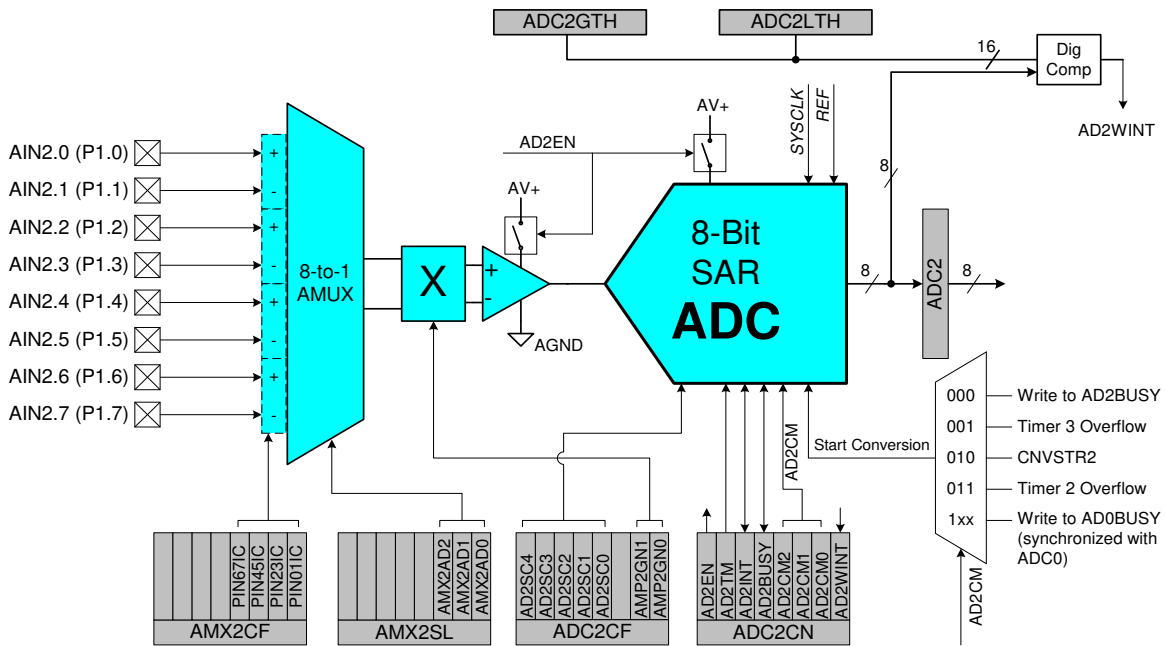 ADC2GTH
ADC2LTH
16
Dig
Comp
AD2WINT
8
SYSCLK
REF
AV+
AD2EN
AV+
AIN2.0 (P1.0)
AIN2.1 (P1.1)
AIN2.2 (P1.2)
AIN2.3 (P1.3)
AIN2.4 (P1.4)
AIN2.5 (P1.5)
AIN2.6 (P1.6)
AIN2.7 (P1.7)
+
-
+
-
+
-
+
-
8-to-1
AMUX
X
+
-
AGND
8-Bit
SAR
ADC
8
ADC2
8
Start Conversion
AD2CM
000
001
010
011
1xx
Write to AD2BUSY
Timer 3 Overflow
CNVSTR2
Timer 2 Overflow
Write to AD0BUSY
(synchronized with
ADC0)
AD2CM
PIN67IC
PIN45IC
PIN23IC
PIN01IC
AMX2CF
AMX2AD2
AMX2AD1
AMX2AD0
AMX2SL
AD2SC4
AD2SC3
AD2SC2
AD2SC1
AD2SC0
AMP2GN1
AMP2GN0
ADC2CF
AD2EN
AD2TM
AD2INT
AD2BUSY
AD2CM2
AD2CM1
AD2CM0
AD2WINT
ADC2CN